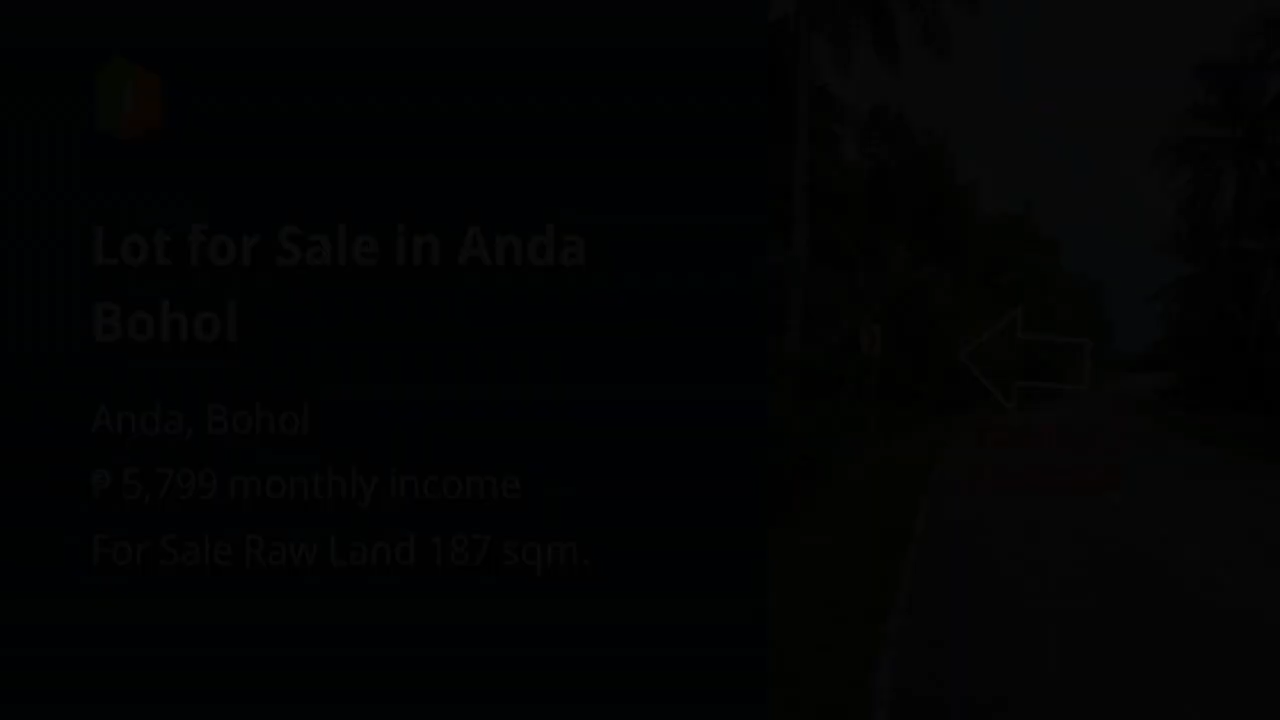 Lot for Sale in Anda
Bohol
Anda, Bohol
₱ 5,799 monthly income
For Sale Raw Land 187 sqm.